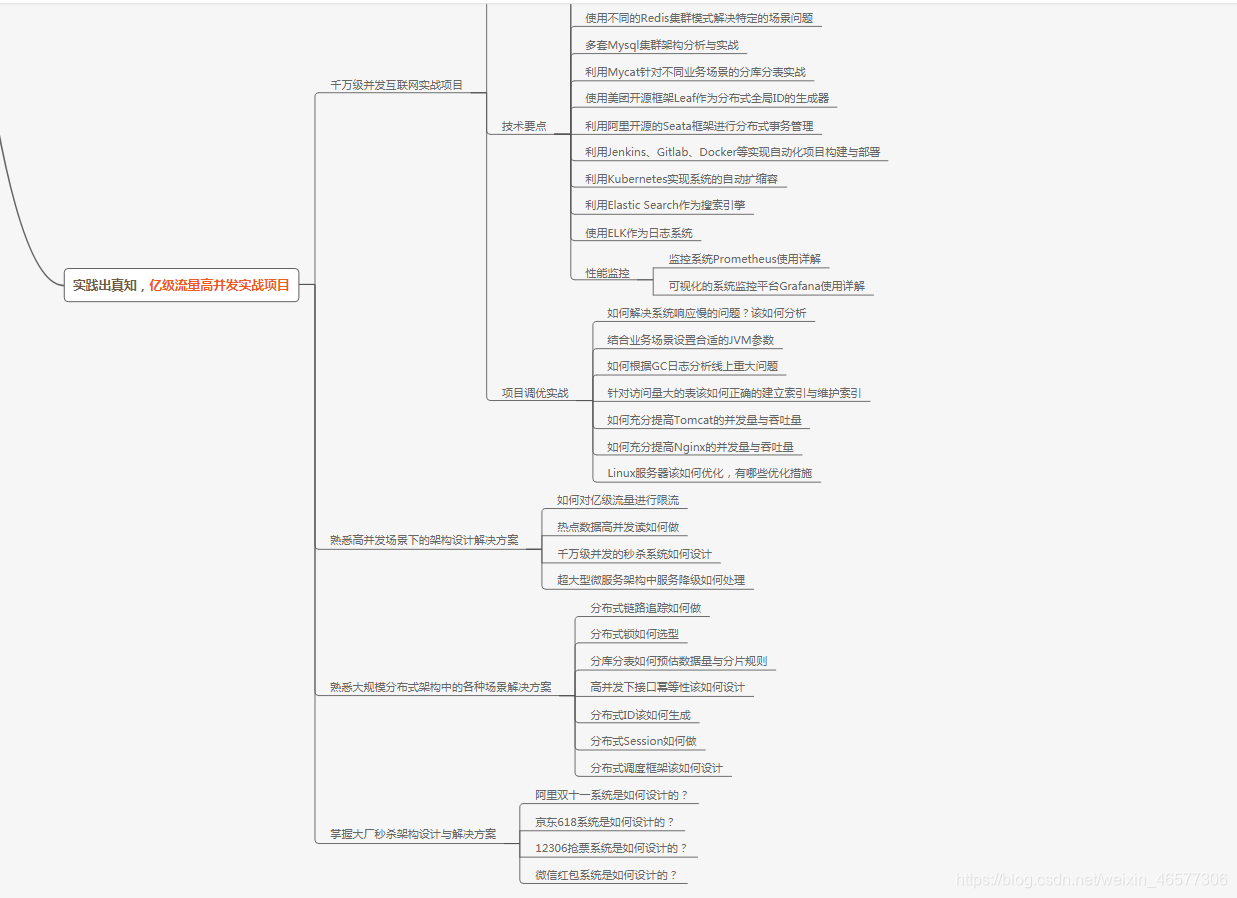 使用不同的Redis集群模式解决特定的场景问题
多套Mysql集群架构分析与实战
利用Mycat针对不同业务场景的分库分表实战
千万级并发互联网实战项目
使用美团开源框架Leaf作为分布式全局ID的生成器
技术要点
利用阿里开源的Seata框架进行分布式事务管理
利用Jenkins、Gitlab、Docker等实现自动化项目构建与部署
利用Kubernetes实现系统的自动扩缩容
利用Elastic Search作为搜索引擎
使用ELK作为日志系统
性能监控
监控系统Prometheus使用详解
可视化的系统监控平台Grafana使用详解
实践出真知，亿级流量高并发实战项目
如何解决系统响应慢的问题？该如何分析
结合业务场景设置合适的JVM参数
如何根据GC日志分析线上重大问题
项目调优实战
针对访问量大的表该如何正确的建立索引与维护索引
如何充分提高Tomcat的并发量与吞吐量
如何充分提高Nginx的并发量与吞吐量
Linux服务器该如何优化，有哪些优化措施
如何对亿级流量进行限流
热点数据高并发读如何做
熟悉高并发场景下的架构设计解决方案
千万级并发的秒杀系统如何设计
超大型微服务架构中服务降级如何处理
分布式链路追踪如何做
分布式锁如何选型
分库分表如何预估数据量与分片规则
熟悉大规模分布式架构中的各种场景解决方案
高并发下接口幂等性该如何设计
分布式ID该如何生成
分布式Session如何做
分布式调度框架该如何设计
阿里双十一系统是如何设计的？
京东618系统是如何设计的？
掌握大厂秒杀架构设计与解决方案
12306抢票系统是如何设计的？
微信红包系统是如何设计的？
https://blog.csdn.net/weixin_46577306